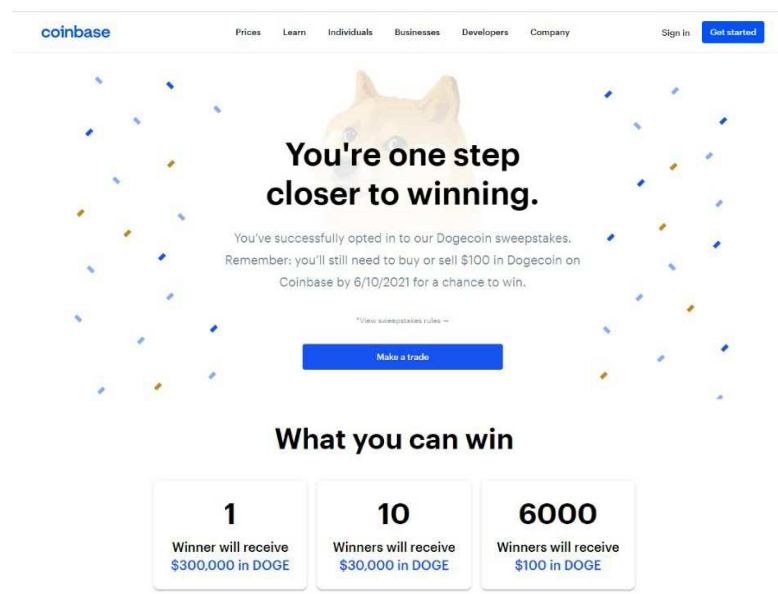 coinbase
Prices Learn Individuals Businesses Developers Company
Sign in Get started
You're one step
closer to winning.
You've successfully opted in to our Dogecoin sweepstakes.
Remember: you'll still need to buy or sell $100 in Dogecoin on
Coinbase by 6/10/2021 for a chance to win.
*View sweepstakes rules —
Make a trade
What you can win
1 10 6000
Winner will receive Winners will receive Winners will receive
$300,000 in DOGE $30,000 in DOGE $100 in DOGE